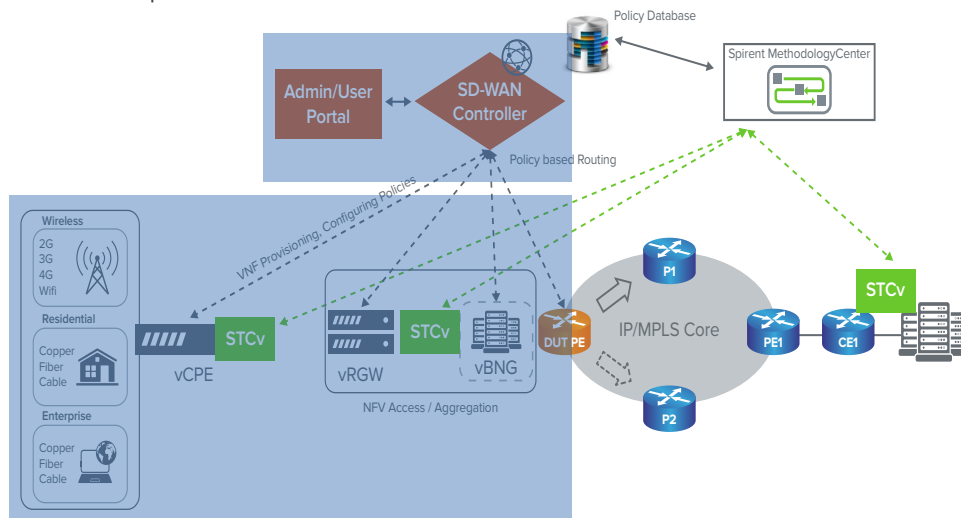 Policy Database
Spirent MethodologyCenter
Admin/User
Portal
SD-WAN
Controller
Policy based Routing
VNF Provisioning, Configuring Policies
Wireless
2G
3G
4G
Wifi
Residential
Copper
Fiber
Cable
Enterprise
Copper
Fiber
Cable
STCv
vCPE
STCv
vRGW
vBNG
NFV Access / Aggregation
DUT PE
IP/MPLS Core
P1
P2
PE1
CE1
STCv